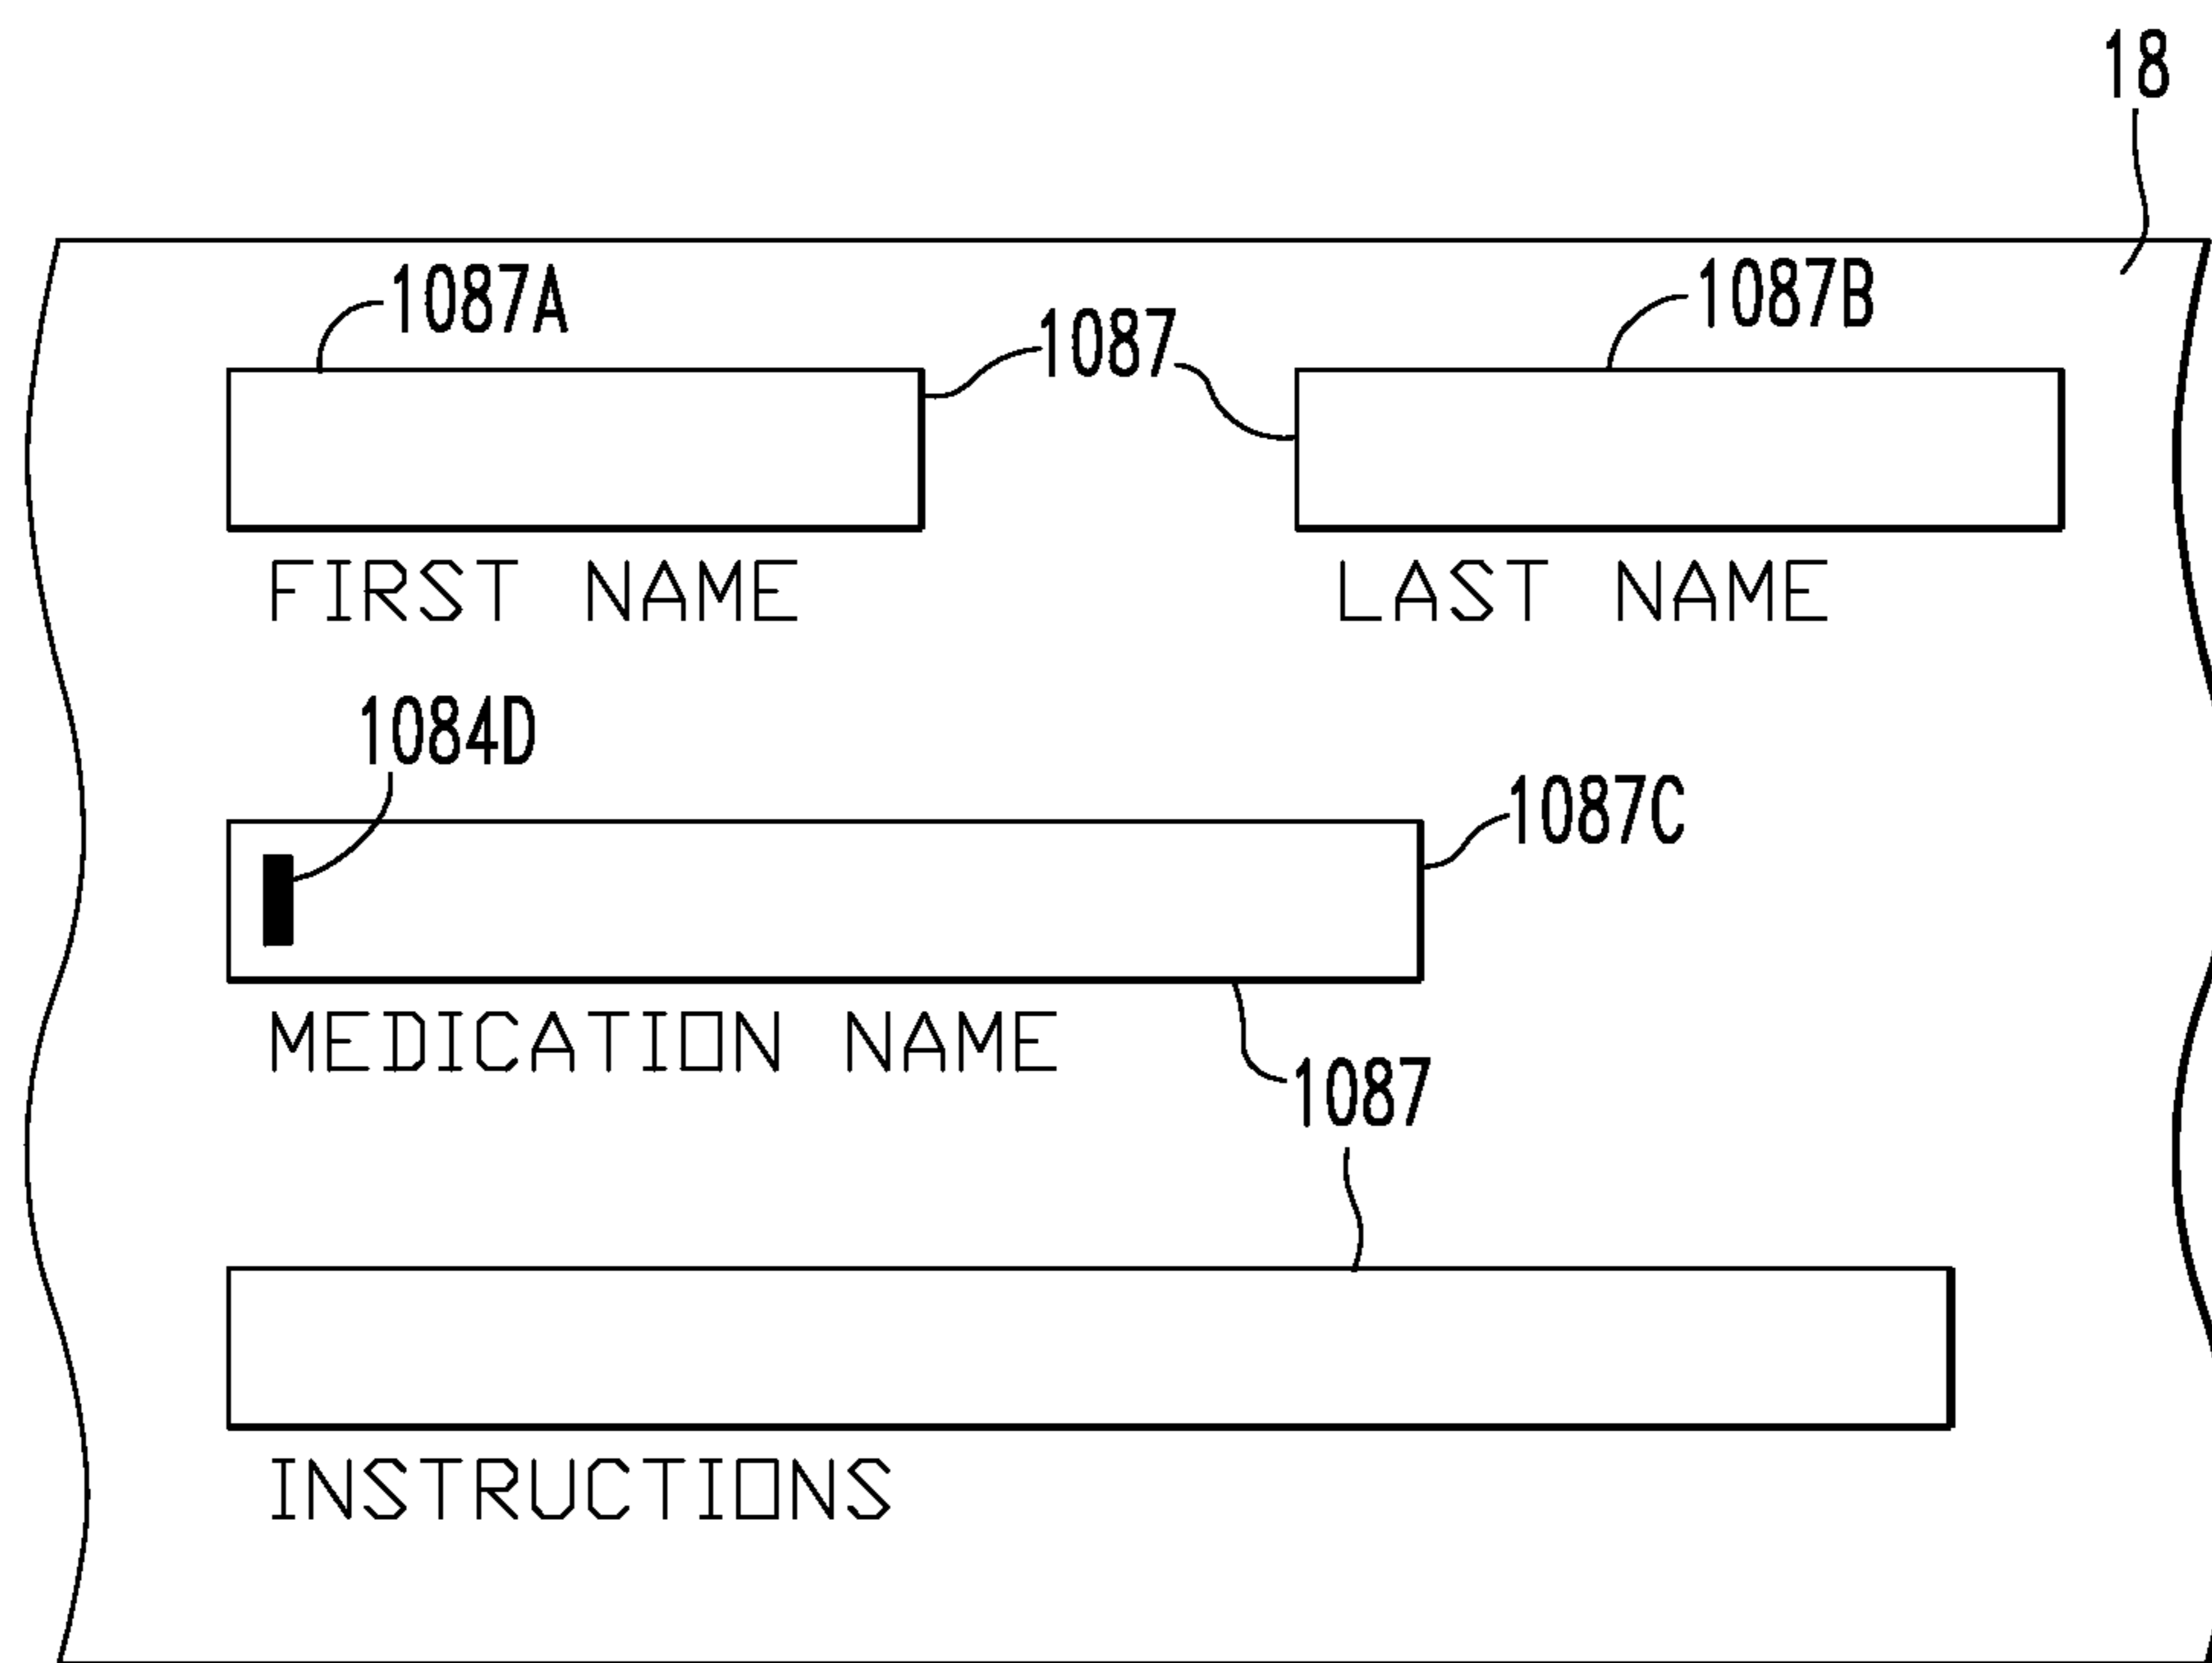 18
1087A
1087
1087B
FIRST NAME
LAST NAME
1084D
1087C
MEDICATION NAME
1087
INSTRUCTIONS